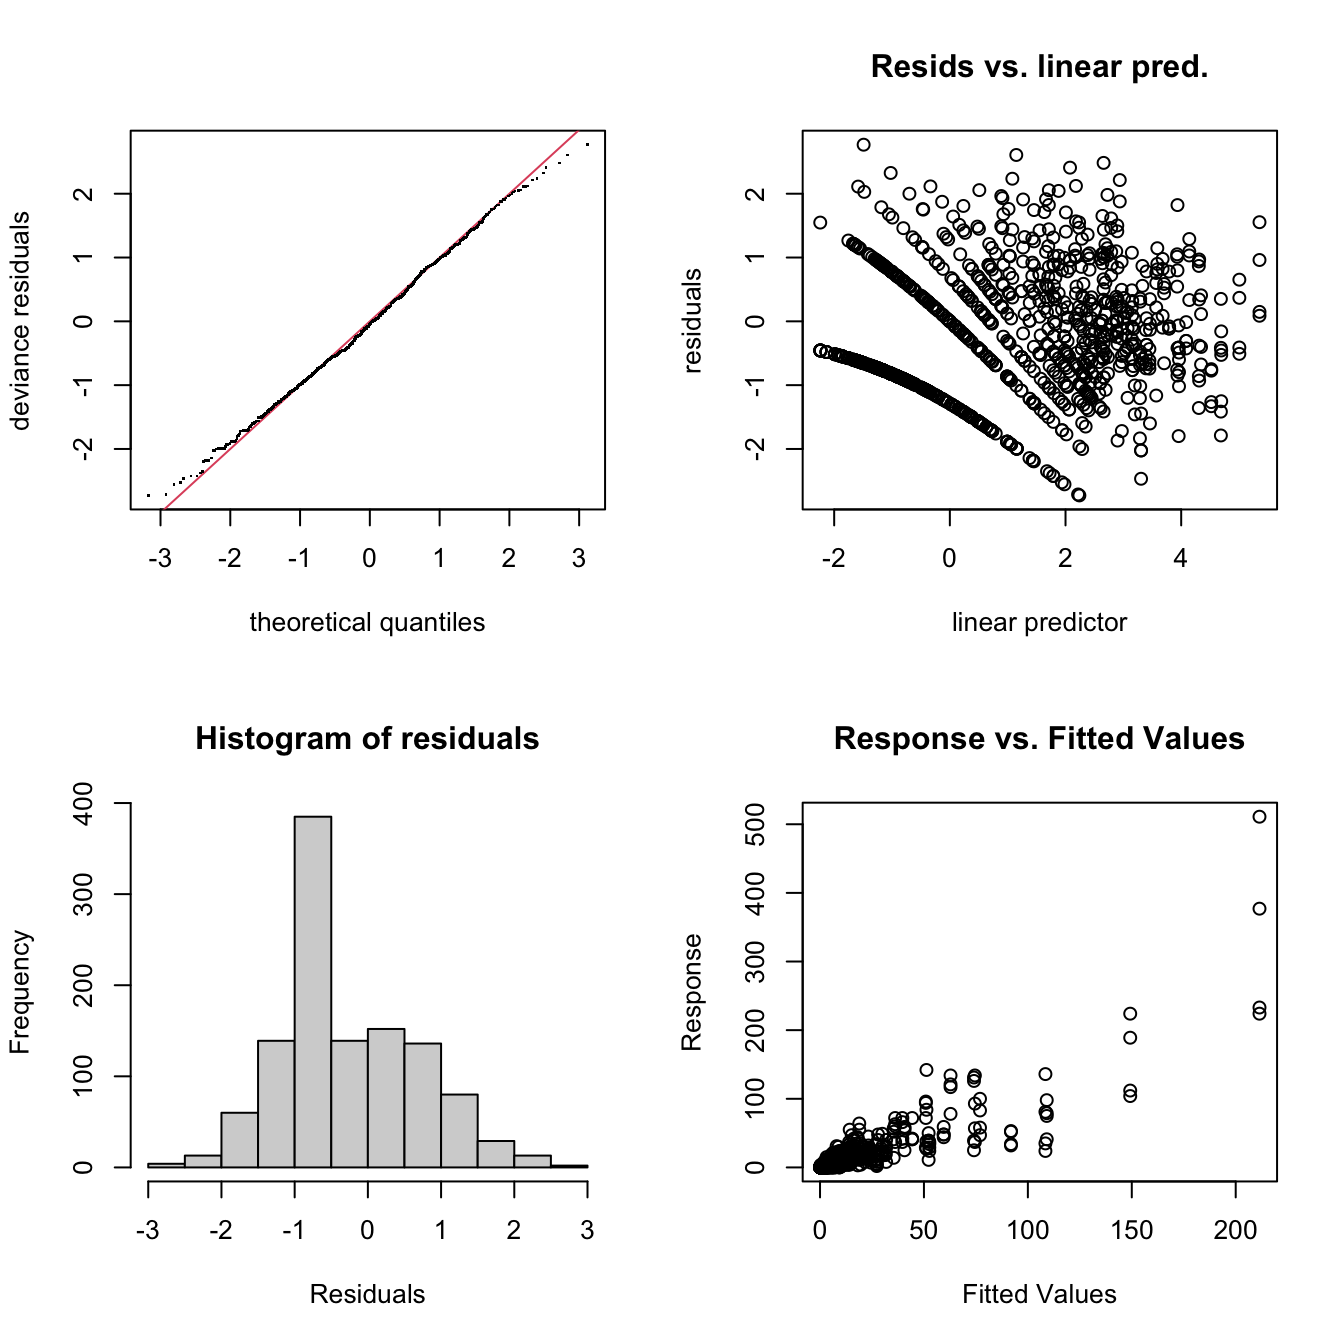 deviance residuals
2
1
0
-1
-2
-3 -2 -1 0 1 2 3
theoretical quantiles
Resids vs. linear pred.
residuals
2
1
0
-1
-2
-2 0 2 4
linear predictor
Histogram of residuals
Frequency
400
300
200
100
0
-3 -2 -1 0 1 2 3
Residuals
Response vs. Fitted Values
Response
500
400
300
200
100
0
0 50 100 150 200
Fitted Values